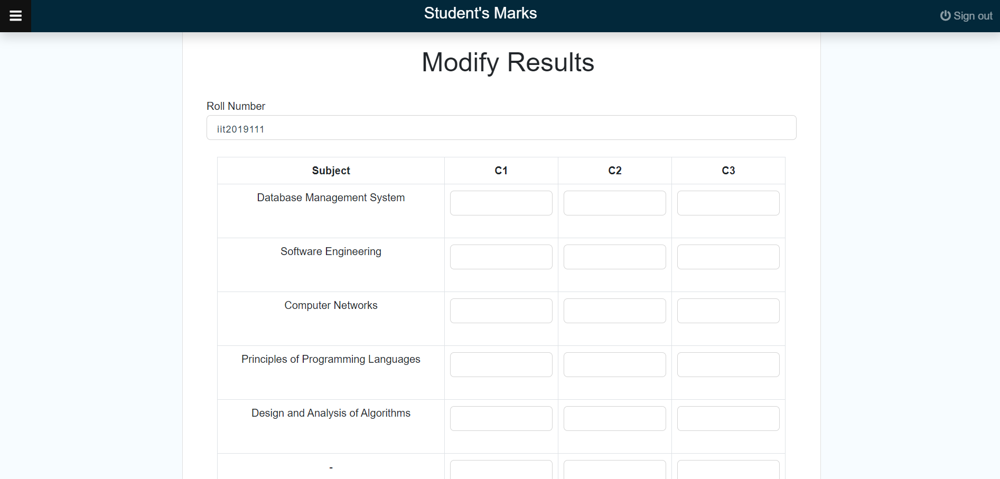 Student's Marks
Sign out
Modify Results
Roll Number
iit2019111
Subject C1 C2 C3
Database Management System
Software Engineering
Computer Networks
Principles of Programming Languages
Design and Analysis of Algorithms
-